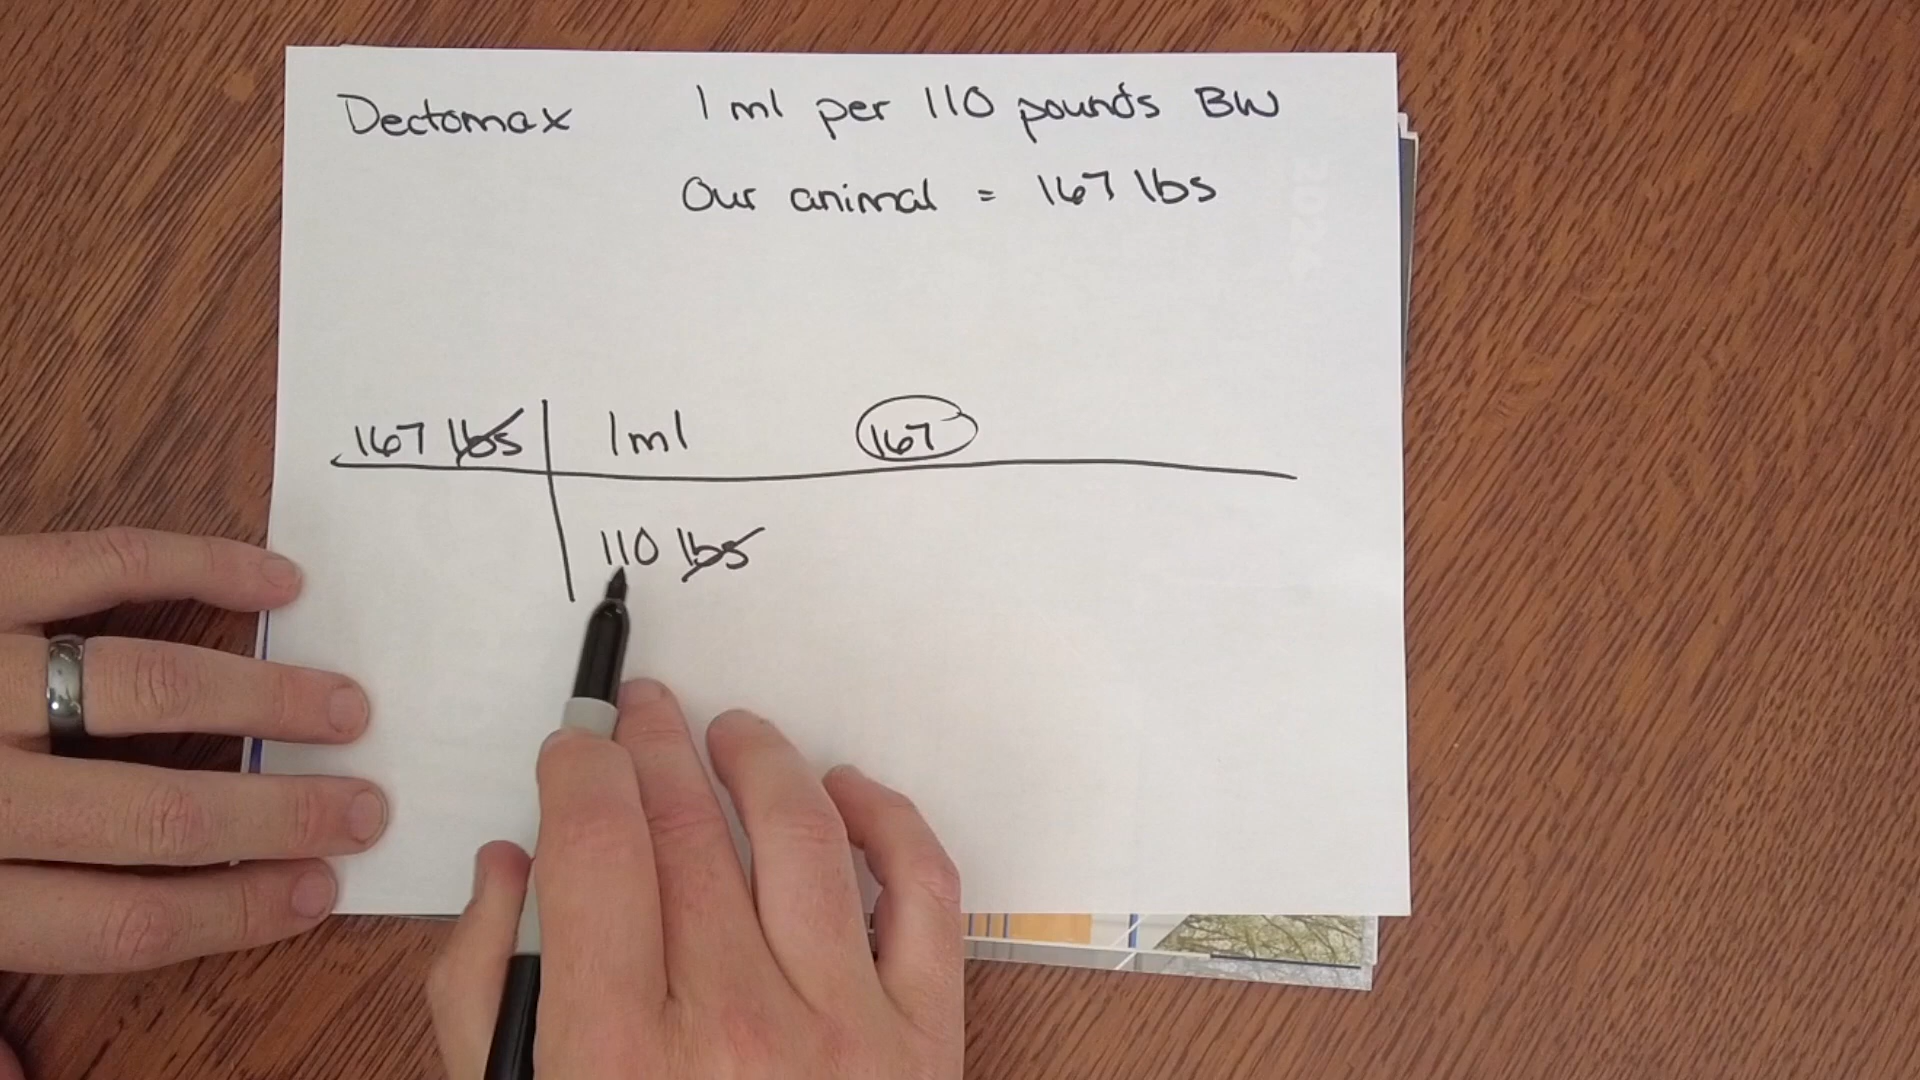 Dectomax 1 ml per 110 pounds BW
Our animal = 167 lbs
167 lbs 1 ml 167
110 lbs